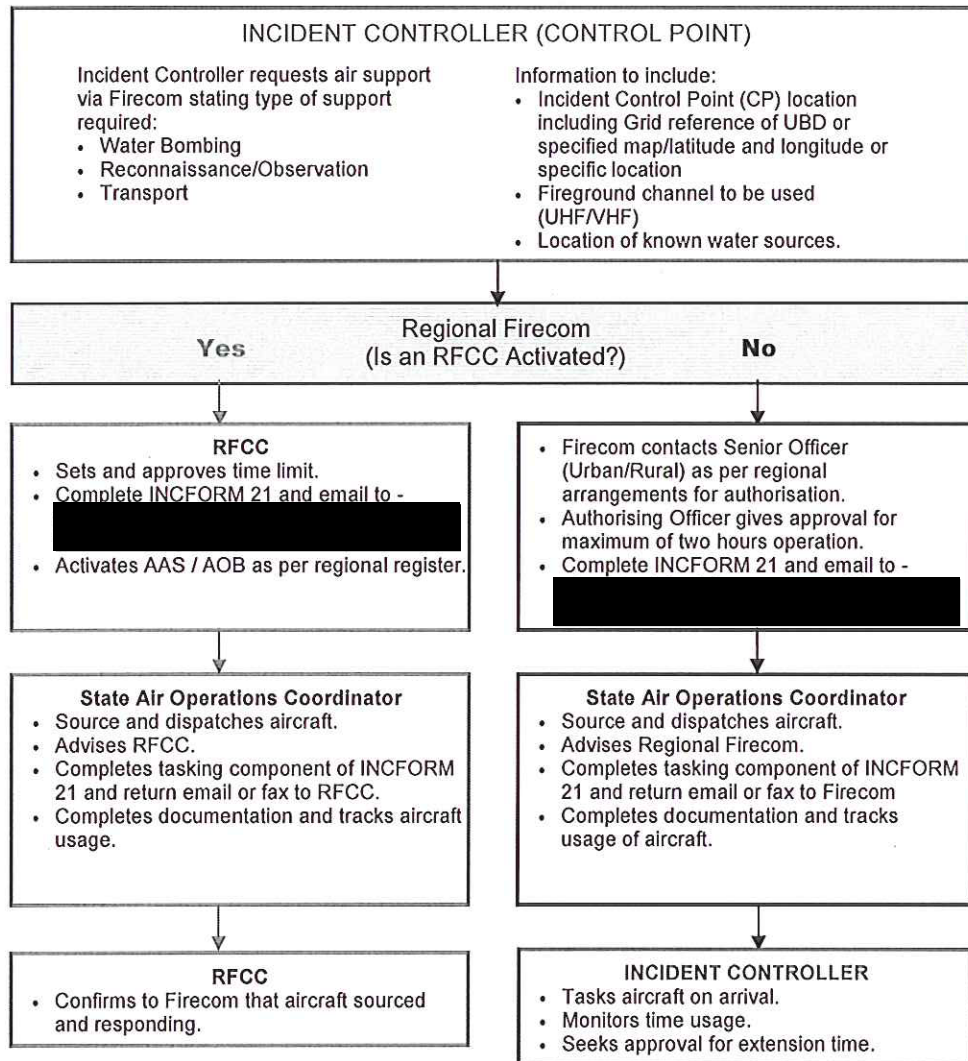 INCIDENT CONTROLLER (CONTROL POINT)
Incident Controller requests air support
via Firecom stating type of support
required:
• Water Bombing
• Reconnaissance/Observation
• Transport
Information to include:
• Incident Control Point (CP) location
including Grid reference of UBD or
specified map/latitude and longitude or
specific location
• Fireground channel to be used
(UHF/VHF)
• Location of known water sources.
Regional Firecom
(Is an RFCC Activated?)
Yes
No
RFCC
• Sets and approves time limit.
• Complete INCFORM 21 and email to -
• Activates AAS / AOB as per regional register.
• Firecom contacts Senior Officer
(Urban/Rural) as per regional
arrangements for authorisation.
• Authorising Officer gives approval for
maximum of two hours operation.
• Complete INCFORM 21 and email to -
State Air Operations Coordinator
• Source and dispatches aircraft.
• Advises RFCC.
• Completes tasking component of INCFORM
21 and return email or fax to RFCC.
• Completes documentation and tracks aircraft
usage.
State Air Operations Coordinator
• Source and dispatches aircraft.
• Advises Regional Firecom.
• Completes tasking component of INCFORM
21 and return email or fax to Firecom
• Completes documentation and tracks
usage of aircraft.
RFCC
• Confirms to Firecom that aircraft sourced
and responding.
INCIDENT CONTROLLER
• Tasks aircraft on arrival.
• Monitors time usage.
• Seeks approval for extension time.